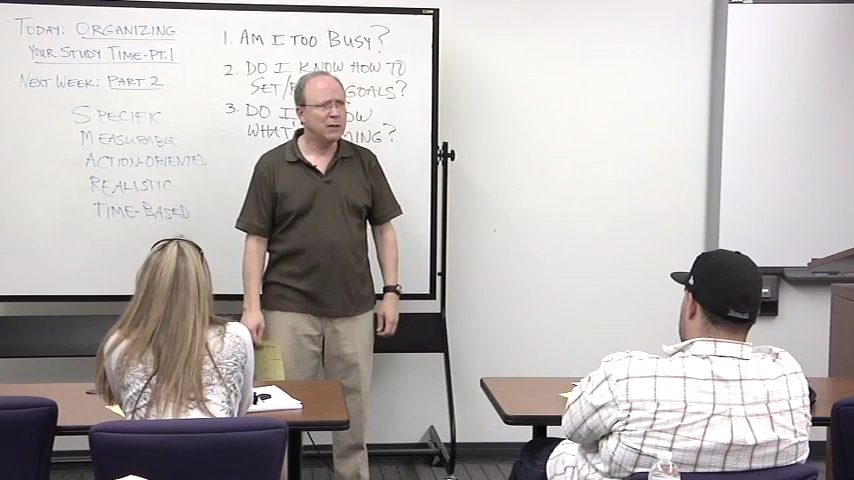 TODAY: ORGANIZING
YOUR STUDY TIME-PT.1
NEXT WEEK: PART 2
SPECIFIC
MEASURABLE
ACTION-ORIENTED
REALISTIC
TIME-BASED
1. AM I TOO BUSY?
2. DO I KNOW HOW TO
SET/ GOALS?
3. DO I
WHAT'S ?